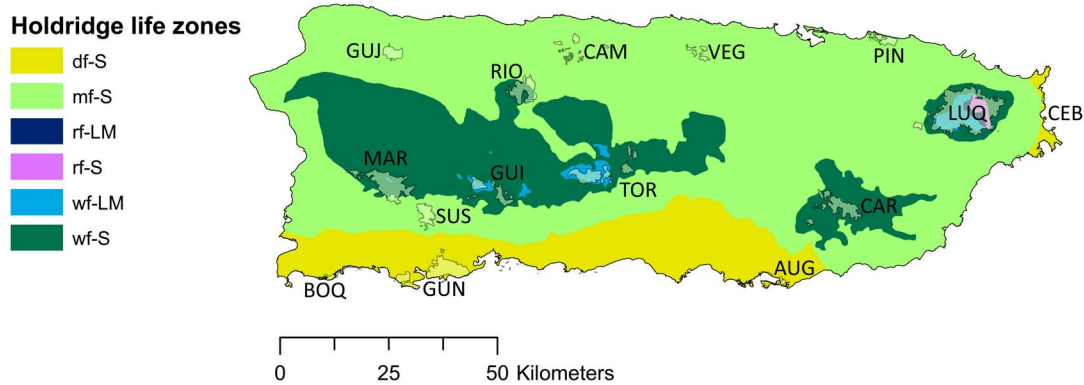 Holdridge life zones
df-S
mf-S
rf-LM
rf-S
wf-LM
wf-S
GUJ
CAM
VEG
PIN
RIO
LUQ
CEB
MAR
GUI
TOR
SUS
CAR
AUG
BOQ
GUN
0 25 50 Kilometers